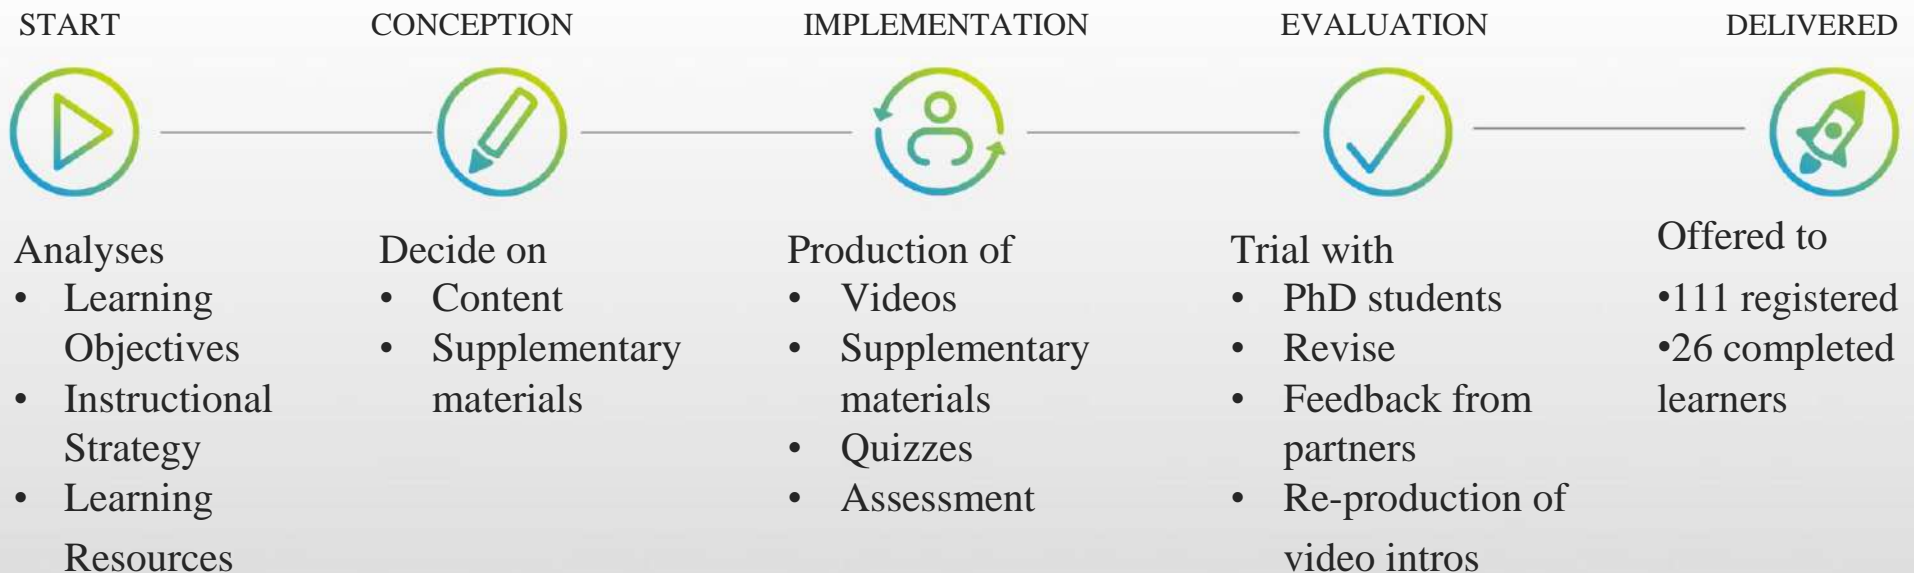 START
CONCEPTION
IMPLEMENTATION
EVALUATION
DELIVERED
Analyses
• Learning
Objectives
• Instructional
Strategy
• Learning
Resources
Decide on
• Content
• Supplementary
materials
Production of
• Videos
• Supplementary
materials
• Quizzes
• Assessment
Trial with
• PhD students
• Revise
• Feedback from
partners
• Re-production of
video intros
Offered to
•111 registered
•26 completed
learners